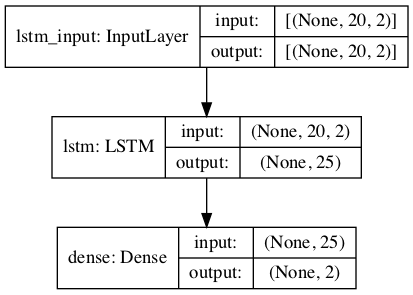 lstm_input: InputLayer
input: [(None, 20, 2)]
output: [(None, 20, 2)]
lstm: LSTM
input: (None, 20, 2)
output: (None, 25)
dense: Dense
input: (None, 25)
output: (None, 2)